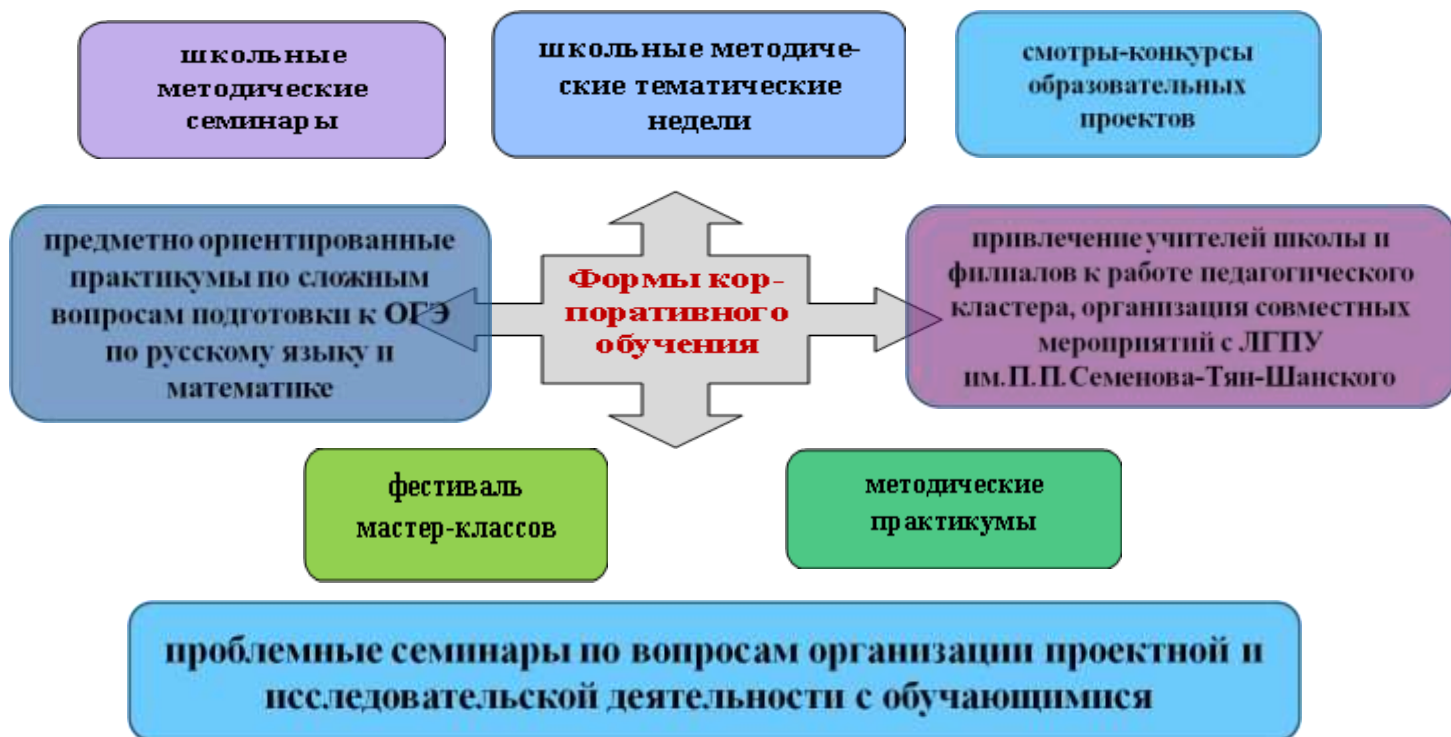 школьные
методические
семинары
школьные методиче-
ские тематические
недели
смотры-конкурсы
образовательных
проектов
предметно ориентированные
практикумы по сложным
вопросам подготовки к ОГЭ
по русскому языку и
математике
Формы кор-
поративного
обучения
привлечение учителей школы и
филиалов к работе педагогического
кластера, организация совместных
мероприятий с ЛГПУ
им.П.П.Семенова-Тян-Шанского
фестиваль
мастер-классов
методические
практикумы
проблемные семинары по вопросам организации проектной и
исследовательской деятельности с обучающимися